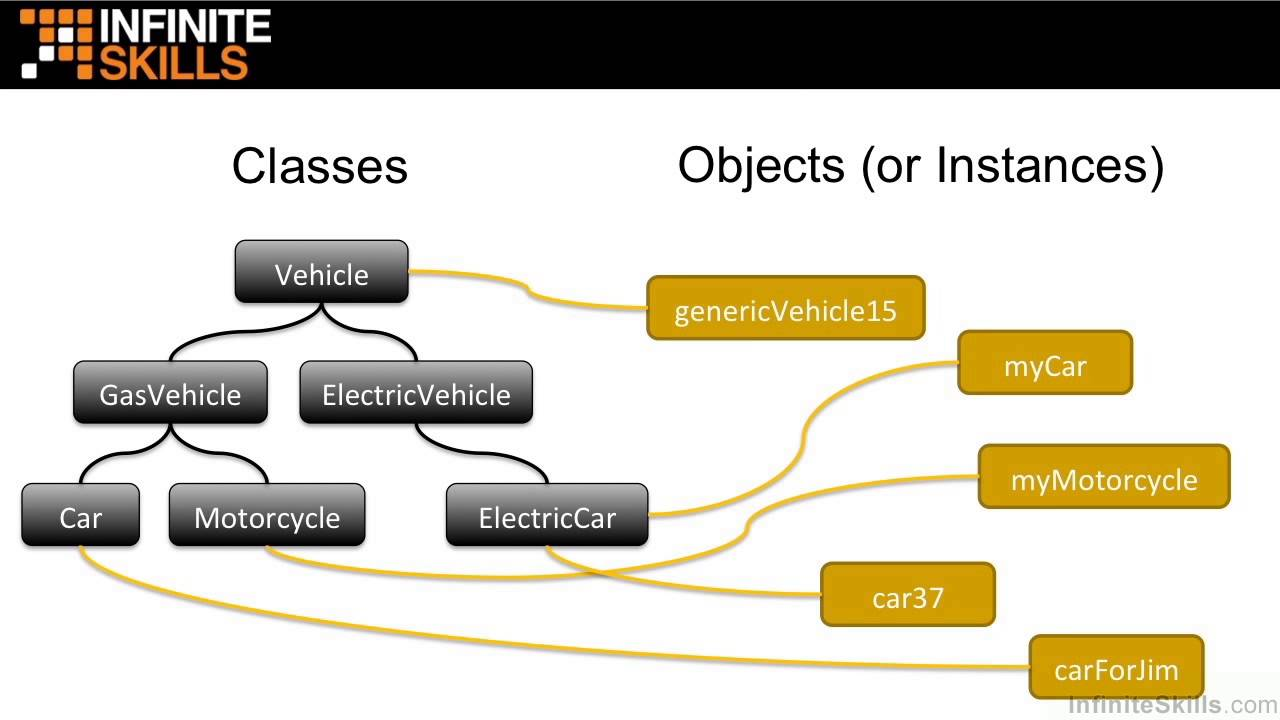 INFINITE
SKILLS
Classes
Objects (or Instances)
Vehicle
genericVehicle15
myCar
GasVehicle
ElectricVehicle
myMotorcycle
Car
Motorcycle
ElectricCar
car37
carForJim
InfiniteSkills.com